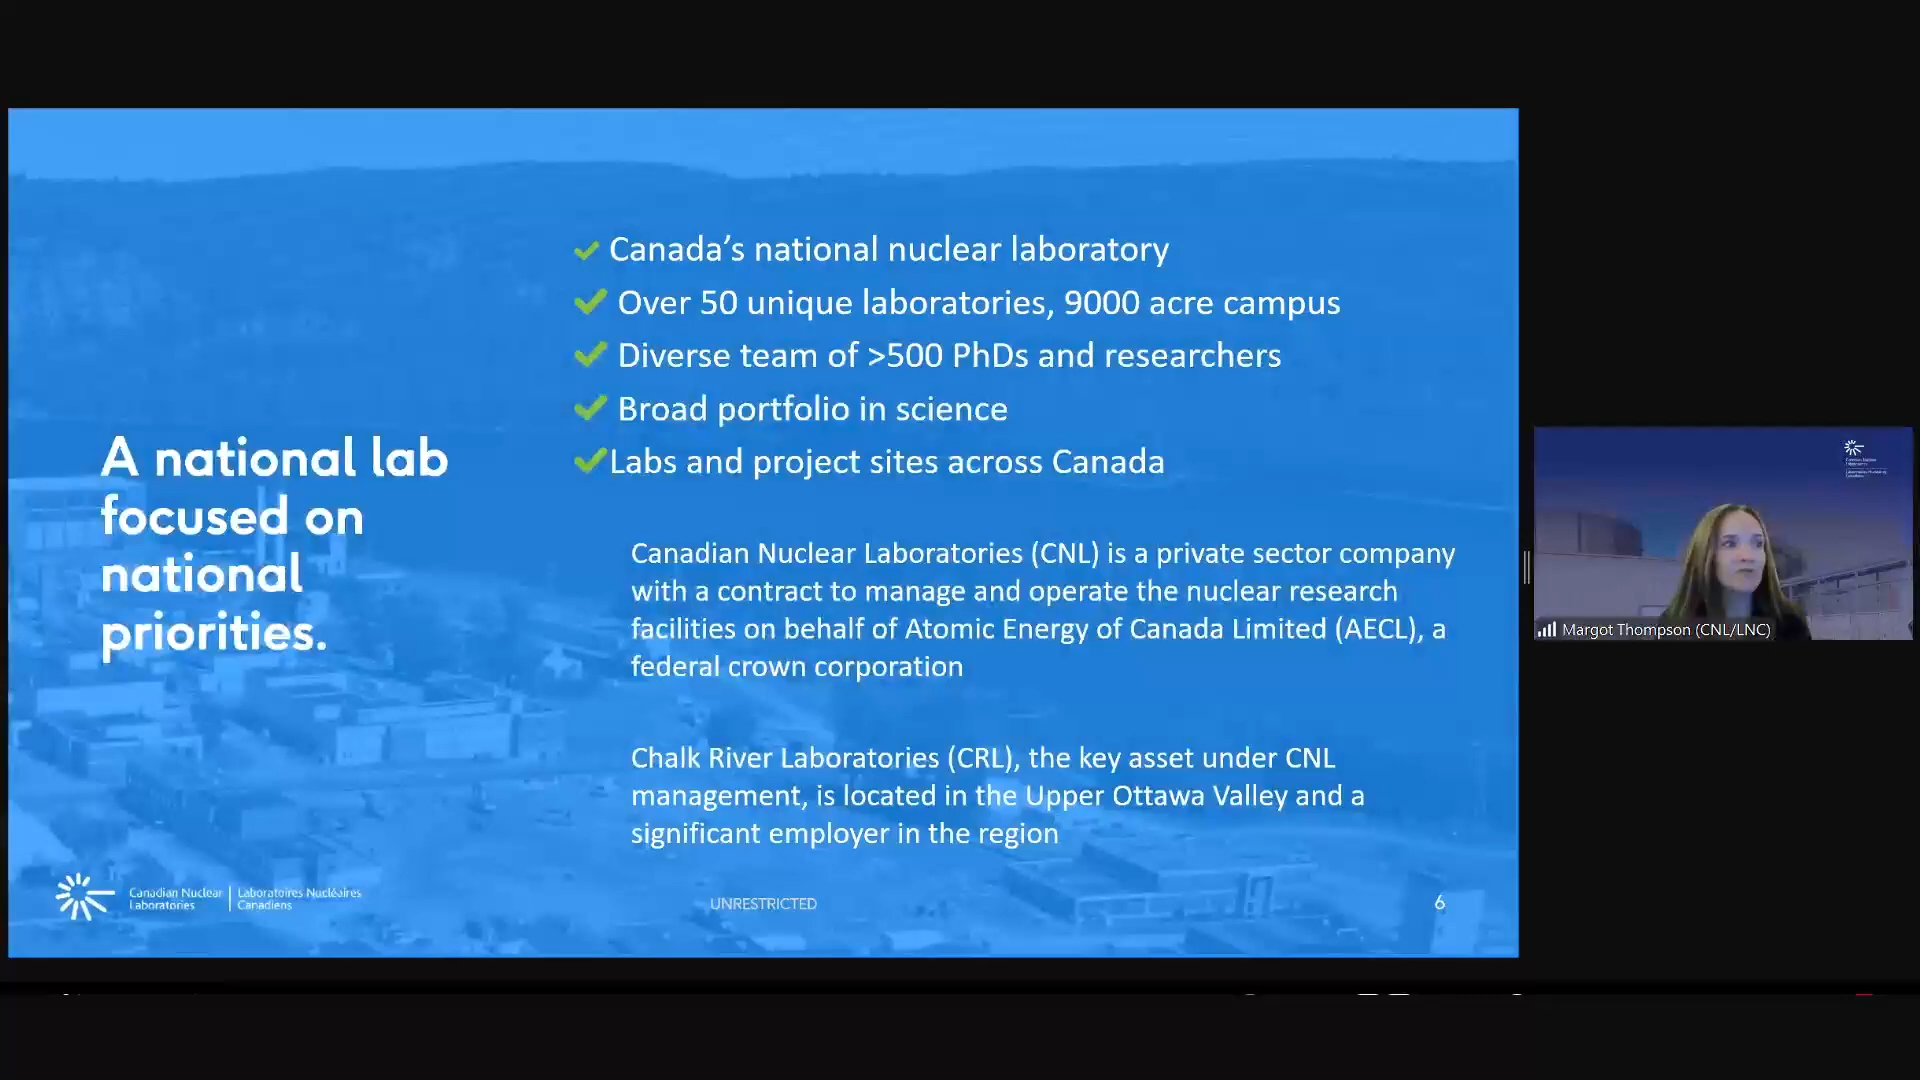 A national lab
focused on
national
priorities.
Canada’s national nuclear laboratory
Over 50 unique laboratories, 9000 acre campus
Diverse team of >500 PhDs and researchers
Broad portfolio in science
Labs and project sites across Canada
Canadian Nuclear Laboratories (CNL) is a private sector company
with a contract to manage and operate the nuclear research
facilities on behalf of Atomic Energy of Canada Limited (AECL), a
federal crown corporation
Chalk River Laboratories (CRL), the key asset under CNL
management, is located in the Upper Ottawa Valley and a
significant employer in the region
Canadian Nuclear
Laboratories
Laboratoires Nucléaires
Canadiens
UNRESTRICTED
6
Margot Thompson (CNL/LNC)